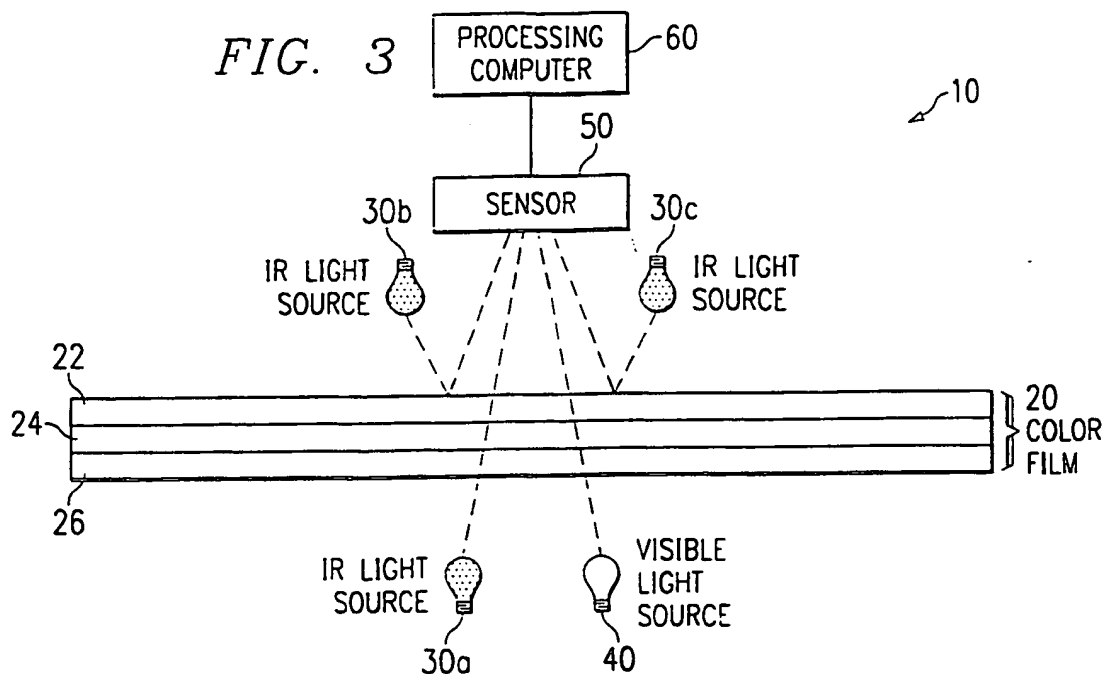 FIG. 3
PROCESSING
COMPUTER
60
10
50
SENSOR
30b
30c
IR LIGHT
SOURCE
IR LIGHT
SOURCE
22
24
26
20
COLOR
FILM
IR LIGHT
SOURCE
30a
VISIBLE
LIGHT
SOURCE
40